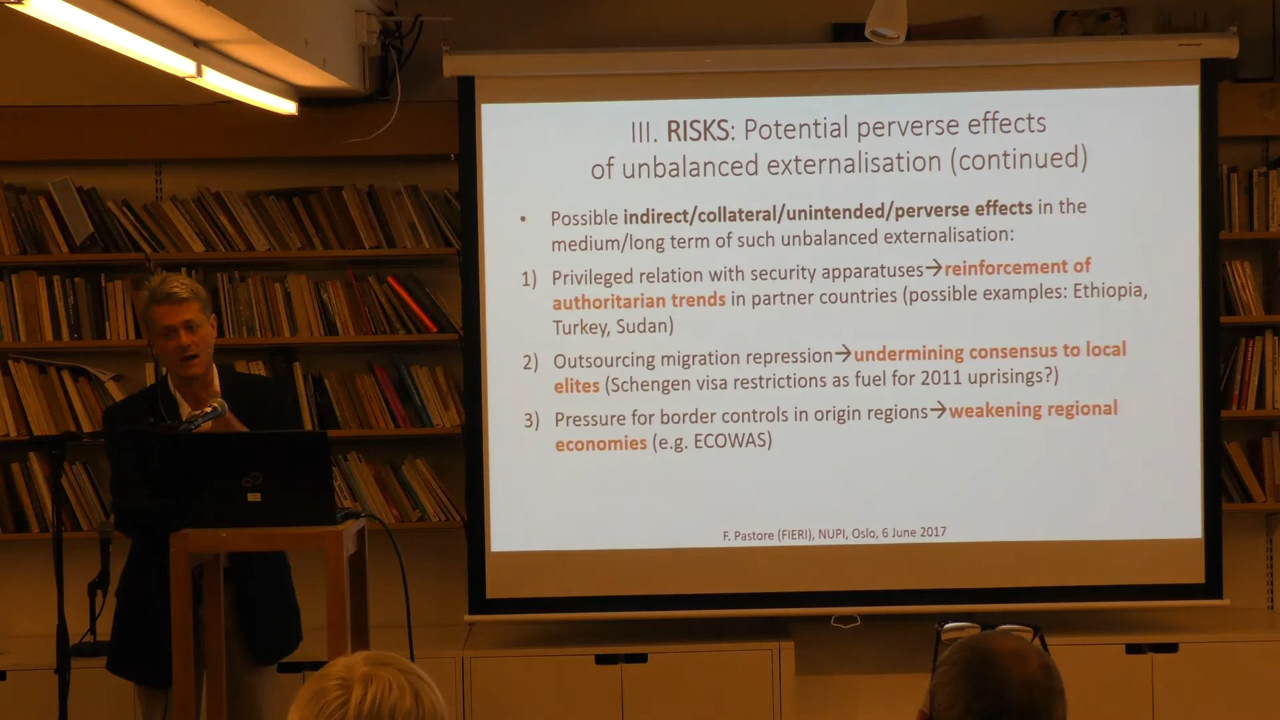 III. RISKS: Potential perverse effects
of unbalanced externalisation (continued)
• Possible indirect/collateral/unintended/perverse effects in the
medium/long term of such unbalanced externalisation:
1) Privileged relation with security apparatuses→reinforcement of
authoritarian trends in partner countries (possible examples: Ethiopia,
Turkey, Sudan)
2) Outsourcing migration repression→undermining consensus to local
elites (Schengen visa restrictions as fuel for 2011 uprisings?)
3) Pressure for border controls in origin regions→weakening regional
economies (e.g. ECOWAS)
F. Pastore (FIERI), NUPI, Oslo, 6 June 2017